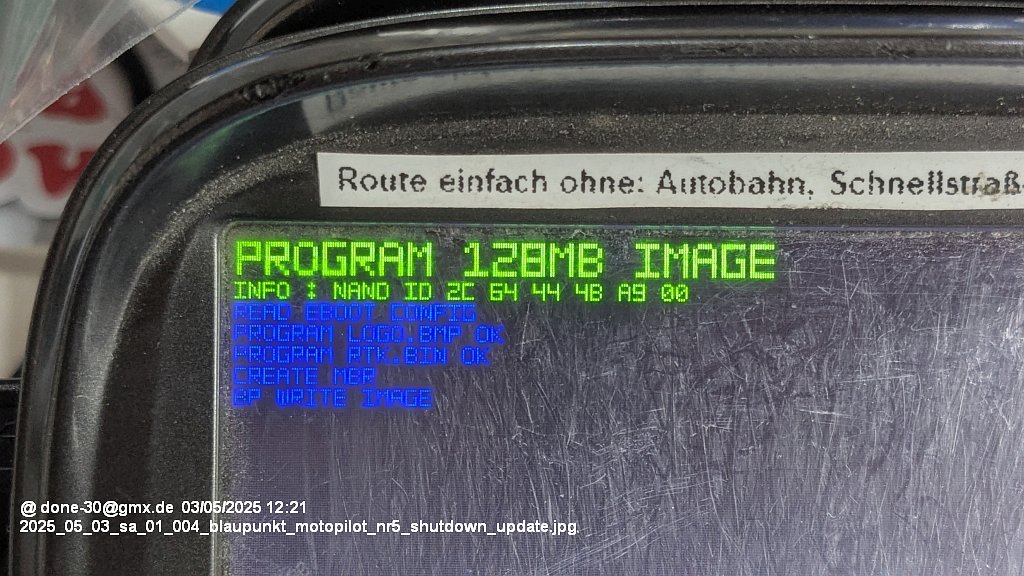 Route einfach ohne: Autobahn, Schnellstraß
PROGRAM 128MB IMAGE
INFO : NAND ID 2C 64 44 4B A9 00
READ EBOOT CONFIG
PROGRAM LOGO.BMP OK
PROGRAM RTK.BIN OK
CREATE MBR
BP WRITE IMAGE
@ done-30@gmx.de 03/05/2025 12:21
2025_05_03_sa_01_004_blaupunkt_motopilot_nr5_shutdown_update.jpg